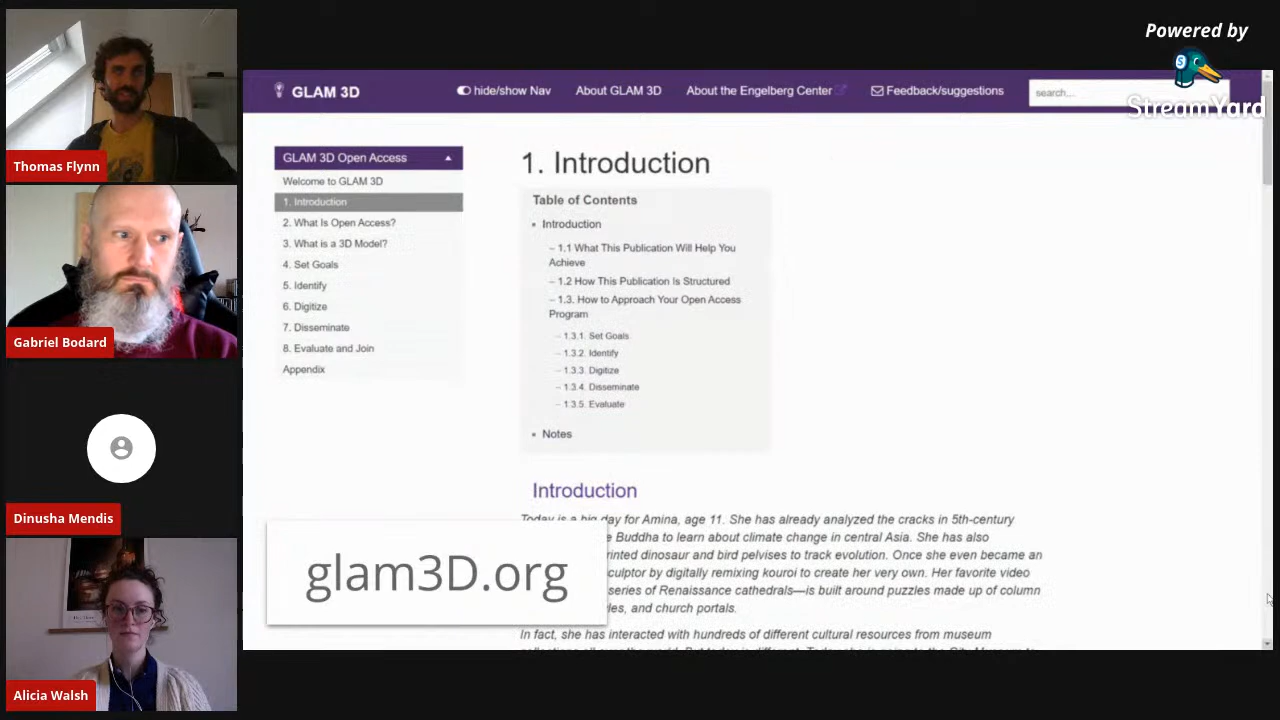 Powered by
StreamYard
Thomas Flynn
Gabriel Bodard
Dinusha Mendis
Alicia Walsh
GLAM 3D
hide/show Nav
About GLAM 3D
About the Engelberg Center
Feedback/suggestions
search...
GLAM 3D Open Access
Welcome to GLAM 3D
1. Introduction
2. What Is Open Access?
3. What is a 3D Model?
4. Set Goals
5. Identify
6. Digitize
7. Disseminate
8. Evaluate and Join
Appendix
1. Introduction
Table of Contents
Introduction
– 1.1 What This Publication Will Help You
Achieve
– 1.2 How This Publication Is Structured
– 1.3. How to Approach Your Open Access
Program
– 1.3.1. Set Goals
– 1.3.2. Identify
– 1.3.3. Digitize
– 1.3.4. Disseminate
– 1.3.5. Evaluate
Notes
Introduction
Today is a big day for Amina, age 11. She has already analyzed the cracks in 5th-century
Buddha to learn about climate change in central Asia. She has also
printed dinosaur and bird pelvises to track evolution. Once she even became an
sculptor by digitally remixing kouroi to create her very own. Her favorite video
series of Renaissance cathedrals—is built around puzzles made up of column
and church portals.
In fact, she has interacted with hundreds of different cultural resources from museum
glam3D.org